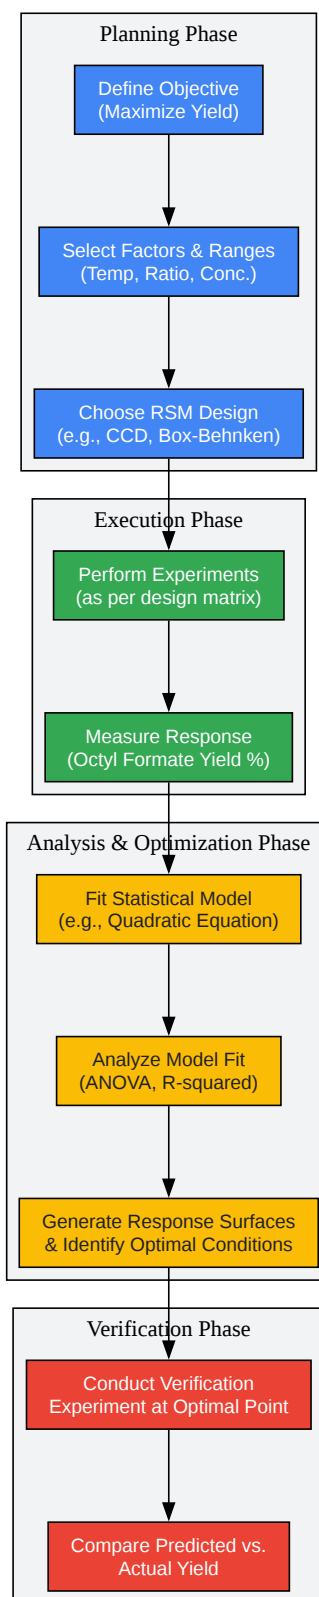 Planning Phase
Define Objective
(Maximize Yield)
Select Factors & Ranges
(Temp, Ratio, Conc.)
Choose RSM Design
(e.g., CCD, Box-Behnken)
Execution Phase
Perform Experiments
(as per design matrix)
Measure Response
(Octyl Formate Yield %)
Analysis & Optimization Phase
Fit Statistical Model
(e.g., Quadratic Equation)
Analyze Model Fit
(ANOVA, R-squared)
Generate Response Surfaces
& Identify Optimal Conditions
Verification Phase
Conduct Verification
Experiment at Optimal Point
Compare Predicted vs.
Actual Yield